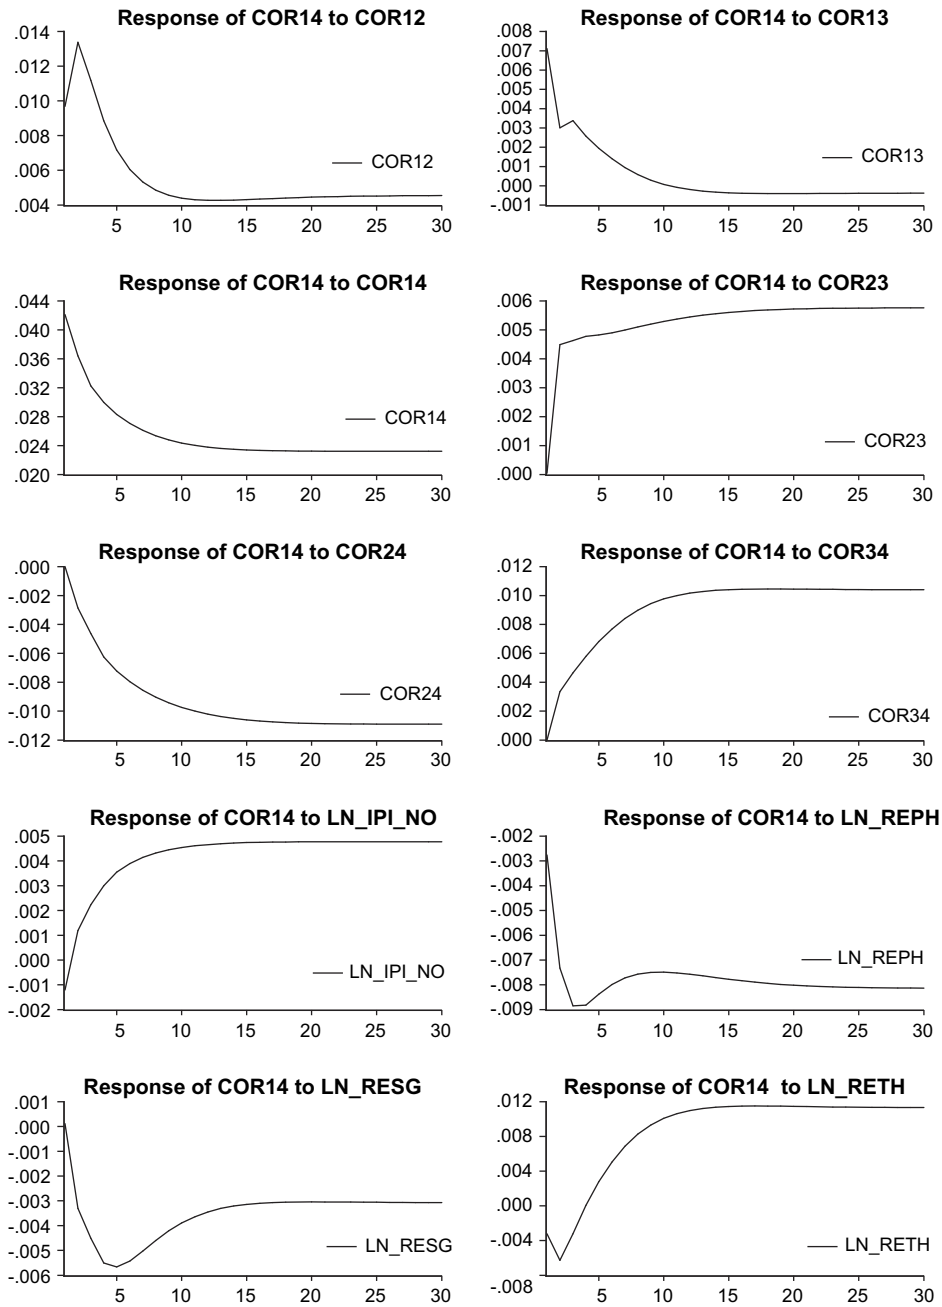 Response of COR14 to COR12
.014
.012
.010
.008
.006
.004
COR12
5 10 15 20 25 30
Response of COR14 to COR13
.008
.007
.006
.005
.004
.003
.002
.001
.000
-.001
COR13
5 10 15 20 25 30
Response of COR14 to COR14
.044
.040
.036
.032
.028
.024
.020
COR14
5 10 15 20 25 30
Response of COR14 to COR23
.006
.005
.004
.003
.002
.001
.000
COR23
5 10 15 20 25 30
Response of COR14 to COR24
.000
-.002
-.004
-.006
-.008
-.010
-.012
COR24
5 10 15 20 25 30
Response of COR14 to COR34
.012
.010
.008
.006
.004
.002
.000
COR34
5 10 15 20 25 30
Response of COR14 to LN_IPI_NO
.005
.004
.003
.002
.001
.000
-.001
-.002
LN_IPI_NO
5 10 15 20 25 30
Response of COR14 to LN_REPH
-.002
-.003
-.004
-.005
-.006
-.007
-.008
-.009
LN_REPH
5 10 15 20 25 30
Response of COR14 to LN_RESG
.001
.000
-.001
-.002
-.003
-.004
-.005
-.006
LN_RESG
5 10 15 20 25 30
Response of COR14 to LN_RETH
.012
.008
.004
.000
-.004
-.008
LN_RETH
5 10 15 20 25 30